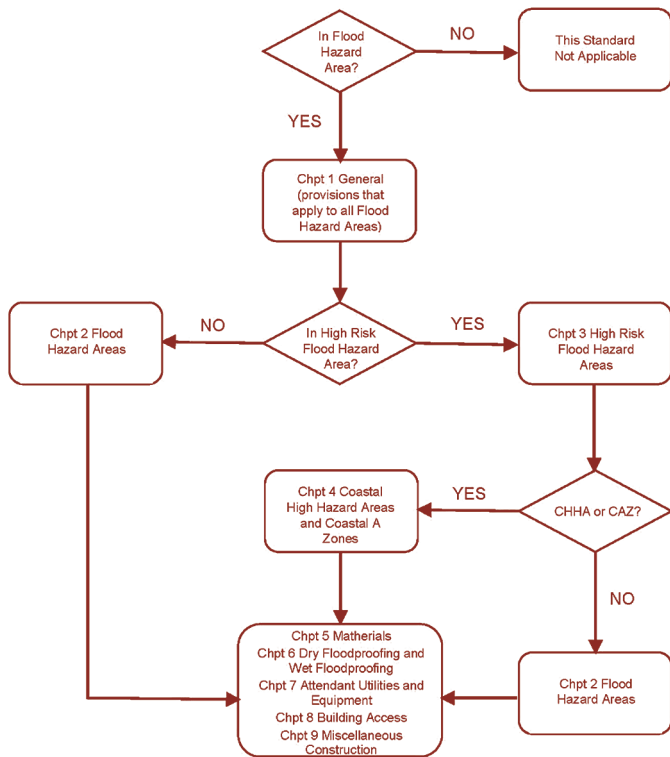 In Flood
Hazard
Area?
NO
This Standard
Not Applicable
YES
Chpt 1 General
(provisions that
apply to all Flood
Hazard Areas)
Chpt 2 Flood
Hazard Areas
NO
In High Risk
Flood Hazard
Area?
YES
Chpt 3 High Risk
Flood Hazard
Areas
Chpt 4 Coastal
High Hazard Areas
and Coastal A
Zones
YES
CHHA or CAZ?
NO
Chpt 5 Matherials
Chpt 6 Dry Floodproofing and
Wet Floodproofing
Chpt 7 Attendant Utilities and
Equipment
Chpt 8 Building Access
Chpt 9 Miscellaneous
Construction
Chpt 2 Flood
Hazard Areas